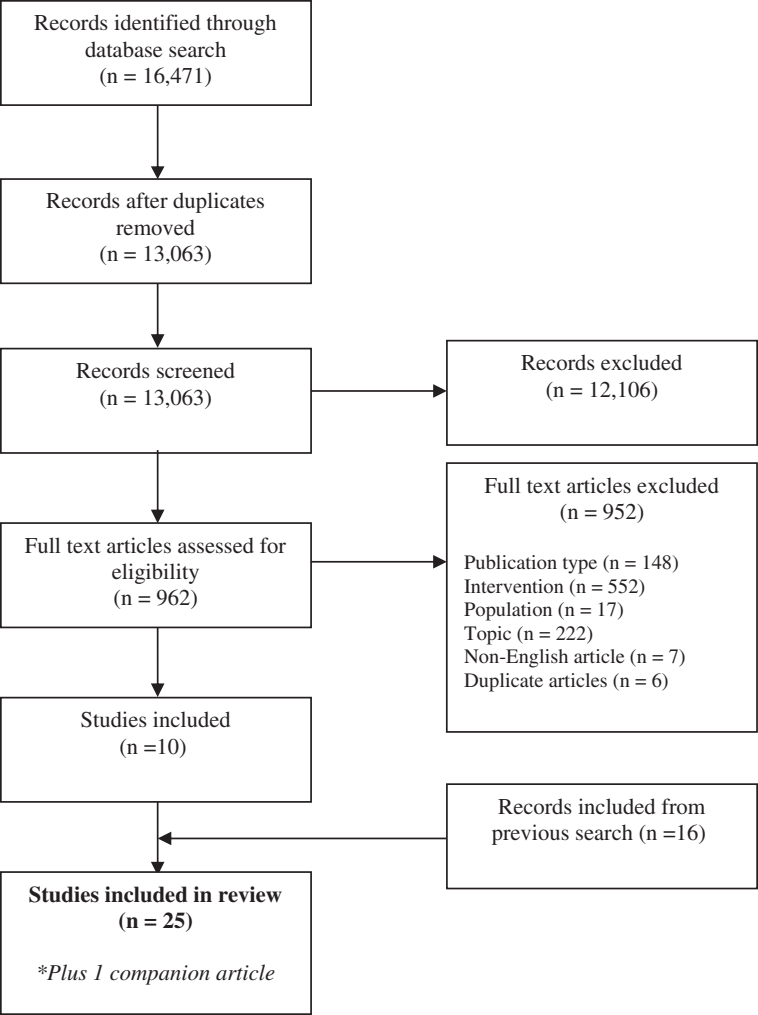 Records identified through
database search
(n = 16,471)
Records after duplicates
removed
(n = 13,063)
Records screened
(n = 13,063)
Records excluded
(n = 12,106)
Full text articles assessed for
eligibility
(n = 962)
Full text articles excluded
(n = 952)
Publication type (n = 148)
Intervention (n = 552)
Population (n = 17)
Topic (n = 222)
Non-English article (n = 7)
Duplicate articles (n = 6)
Studies included
(n =10)
Records included from
previous search (n =16)
Studies included in review
(n = 25)
*Plus 1 companion article